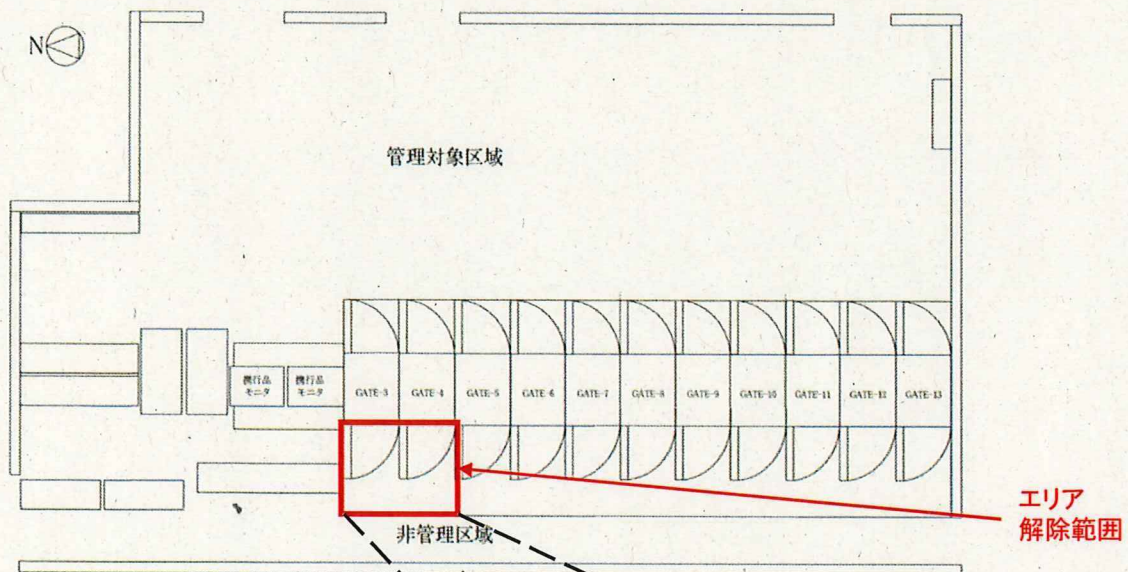 N
管理対象区域
携行品
モニタ
携行品
モニタ
GATE-3
GATE-4
GATE-5
GATE-6
GATE-7
GATE-8
GATE-9
GATE-10
GATE-11
GATE-12
GATE-13
エリア
解除範囲
非管理区域